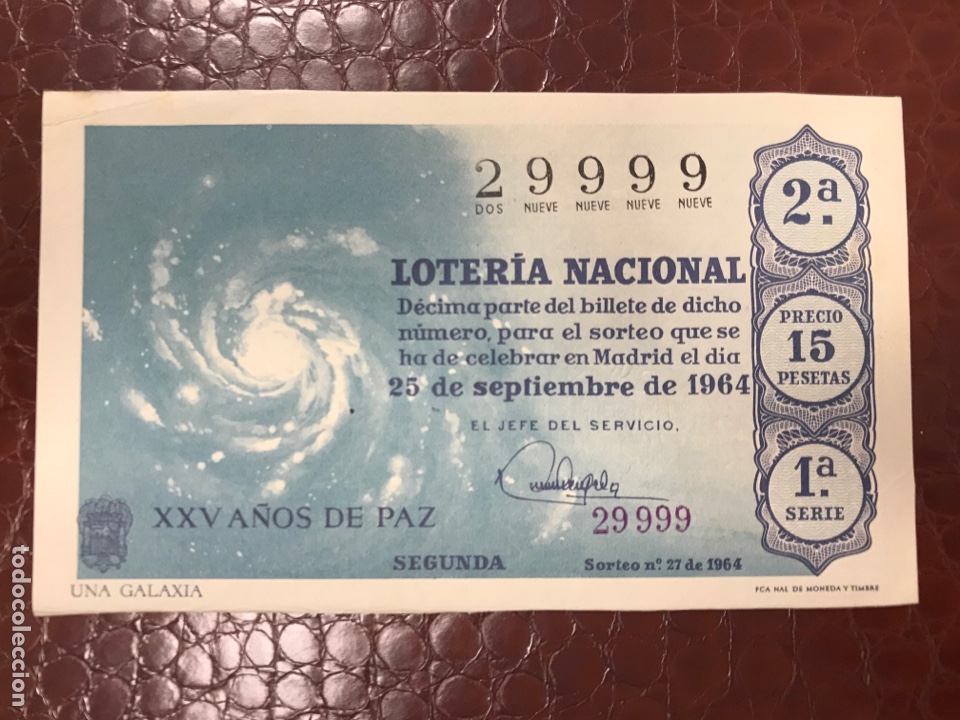 29999
DOS NUEVE NUEVE NUEVE NUEVE
LOTERÍA NACIONAL
Décima parte del billete de dicho
número, para el sorteo que se
ha de celebrar en Madrid el dia
25 de septiembre de 1964
EL JEFE DEL SERVICIO,
29999
XXV AÑOS DE PAZ
SEGUNDA
Sorteo nº. 27 de 1964
2ª.
PRECIO
15
PESETAS
1ª.
SERIE
UNA GALAXIA
FCA NAL DE MONEDA Y TIMBRE
todocoleccion